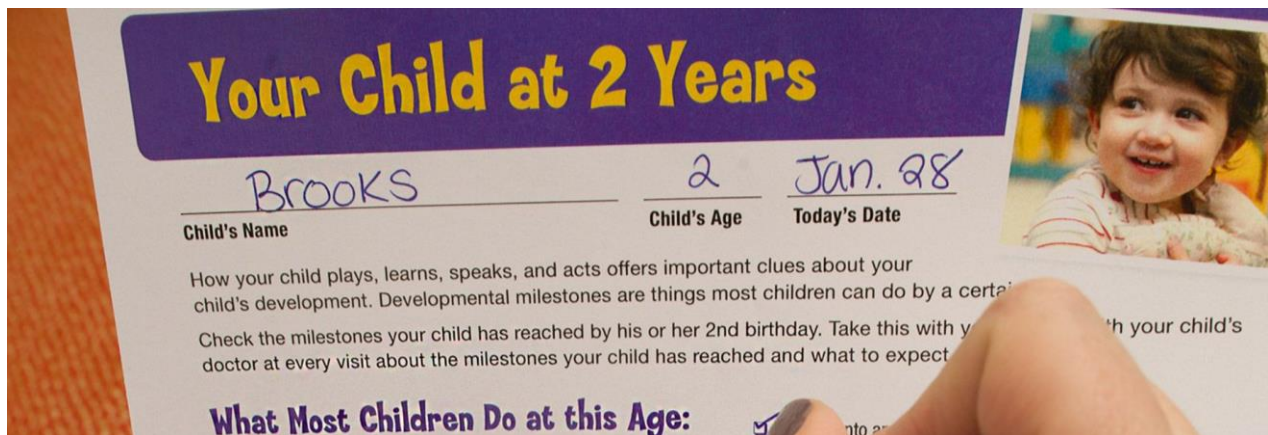 Your Child at 2 Years
Brooks 2 Jan. 28
Child's Name Child's Age Today's Date
How your child plays, learns, speaks, and acts offers important clues about your
child's development. Developmental milestones are things most children can do by a
Check the milestones your child has reached by his or her 2nd birthday. Take this with your child's
doctor at every visit about the milestones your child has reached and what to expect
What Most Children Do at this Age: